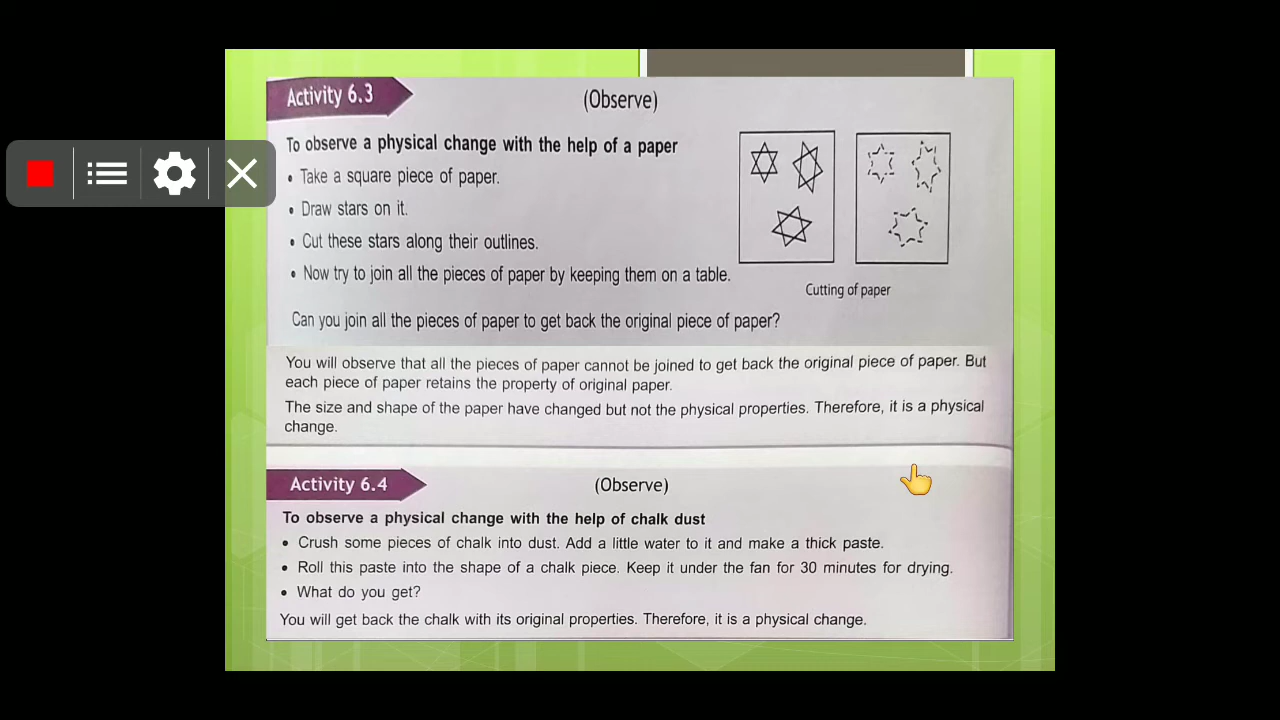 Activity 6.3
(Observe)
To observe a physical change with the help of a paper
• Take a square piece of paper.
• Draw stars on it.
• Cut these stars along their outlines.
• Now try to join all the pieces of paper by keeping them on a table.
Cutting of paper
Can you join all the pieces of paper to get back the original piece of paper?
You will observe that all the pieces of paper cannot be joined to get back the original piece of paper. But
each piece of paper retains the property of original paper.
The size and shape of the paper have changed but not the physical properties. Therefore, it is a physical
change.
Activity 6.4
(Observe)
To observe a physical change with the help of chalk dust
• Crush some pieces of chalk into dust. Add a little water to it and make a thick paste.
• Roll this paste into the shape of a chalk piece. Keep it under the fan for 30 minutes for drying.
• What do you get?
You will get back the chalk with its original properties. Therefore, it is a physical change.